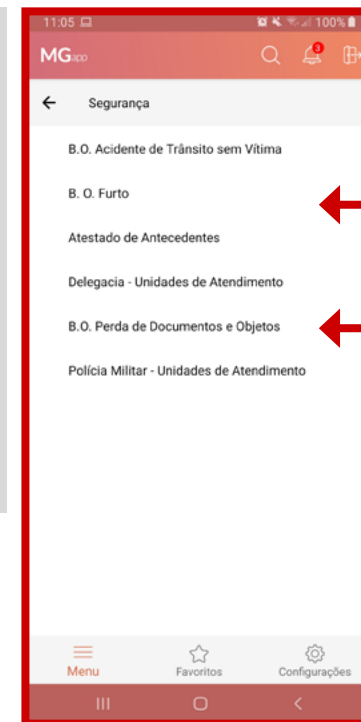 11:05 100%
MGapp 3
Segurança
B.O. Acidente de Trânsito sem Vítima
B. O. Furto
Atestado de Antecedentes
Delegacia - Unidades de Atendimento
B.O. Perda de Documentos e Objetos
Polícia Militar - Unidades de Atendimento
Menu Favoritos Configurações